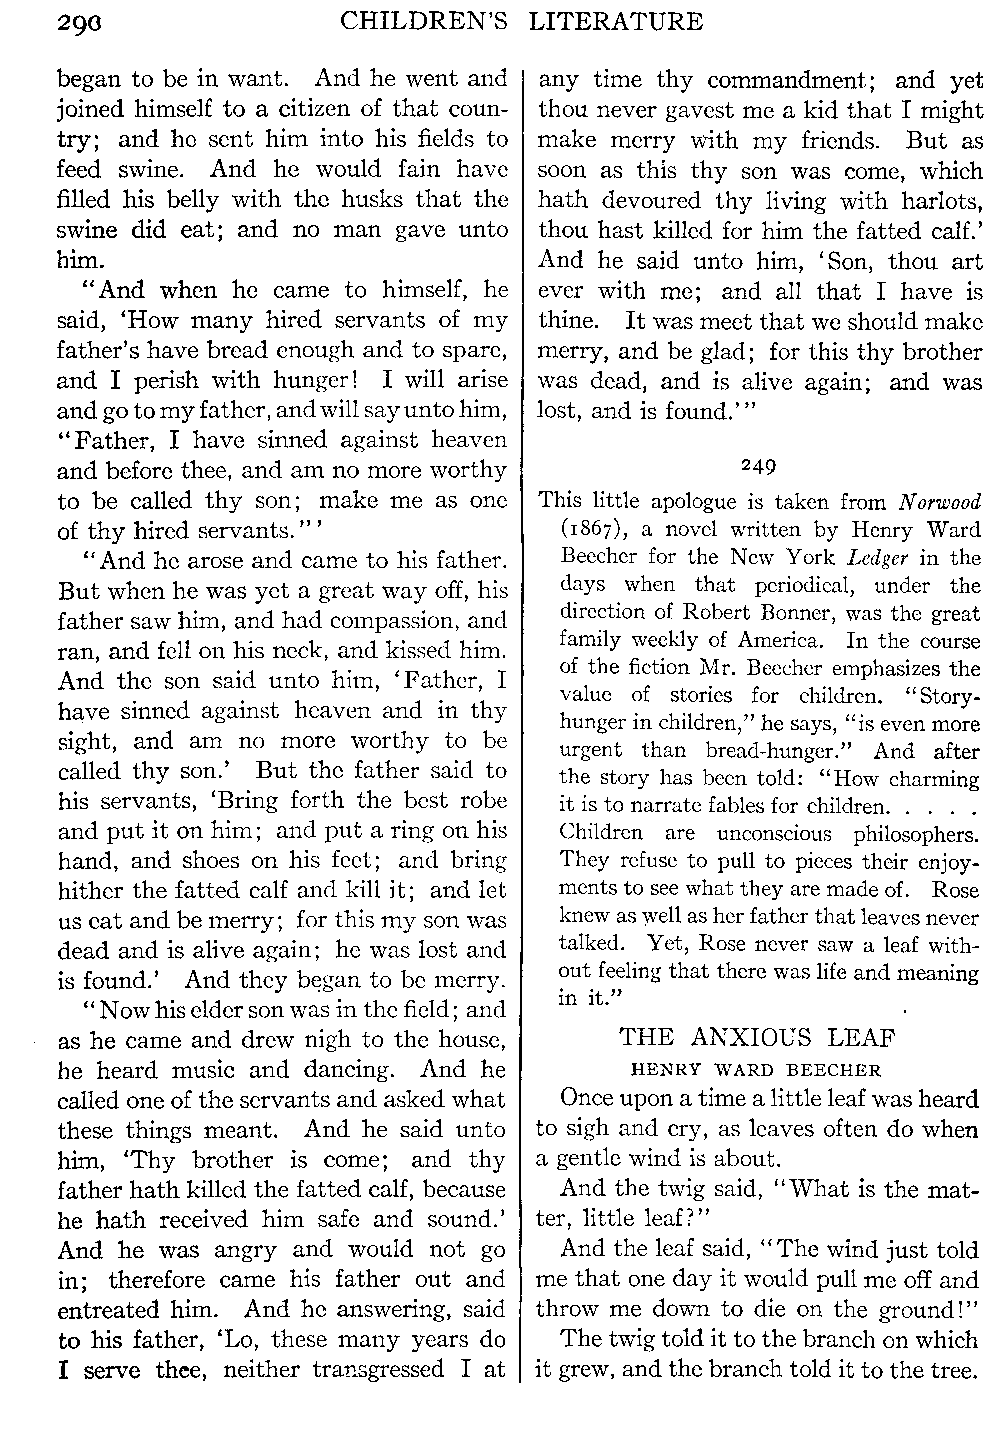 290
CHILDREN'S LITERATURE
began to be in want. And he went and
joined himself to a citizen of that coun-
try; and he sent him into his fields to
feed swine. And he would fain have
filled his belly with the husks that the
swine did eat; and no man gave unto
him.
"And when he came to himself, he
said, 'How many hired servants of my
father's have bread enough and to spare,
and I perish with hunger! I will arise
and go to my father, and will say unto him,
"Father, I have sinned against heaven
and before thee, and am no more worthy
to be called thy son; make me as one
of thy hired servants."'
"And he arose and came to his father.
But when he was yet a great way off, his
father saw him, and had compassion, and
ran, and fell on his neck, and kissed him.
And the son said unto him, 'Father, I
have sinned against heaven and in thy
sight, and am no more worthy to be
called thy son.' But the father said to
his servants, 'Bring forth the best robe
and put it on him; and put a ring on his
hand, and shoes on his feet; and bring
hither the fatted calf and kill it; and let
us eat and be merry; for this my son was
dead and is alive again; he was lost and
is found.' And they began to be merry.
"Now his elder son was in the field; and
as he came and drew nigh to the house,
he heard music and dancing. And he
called one of the servants and asked what
these things meant. And he said unto
him, 'Thy brother is come; and thy
father hath killed the fatted calf, because
he hath received him safe and sound.'
And he was angry and would not go
in; therefore came his father out and
entreated him. And he answering, said
to his father, 'Lo, these many years do
I serve thee, neither transgressed I at
any time thy commandment; and yet
thou never gavest me a kid that I might
make merry with my friends. But as
soon as this thy son was come, which
hath devoured thy living with harlots,
thou hast killed for him the fatted calf.'
And he said unto him, 'Son, thou art
ever with me; and all that I have is
thine. It was meet that we should make
merry, and be glad; for this thy brother
was dead, and is alive again; and was
lost, and is found.'"
249
This little apologue is taken from Norwood
(1867), a novel written by Henry Ward
Beecher for the New York Ledger in the
days when that periodical, under the
direction of Robert Bonner, was the great
family weekly of America. In the course
of the fiction Mr. Beecher emphasizes the
value of stories for children. "Story-
hunger in children," he says, "is even more
urgent than bread-hunger." And after
the story has been told: "How charming
it is to narrate fables for children. . . . .
Children are unconscious philosophers.
They refuse to pull to pieces their enjoy-
ments to see what they are made of. Rose
knew as well as her father that leaves never
talked. Yet, Rose never saw a leaf with-
out feeling that there was life and meaning
in it."
THE ANXIOUS LEAF
HENRY WARD BEECHER
Once upon a time a little leaf was heard
to sigh and cry, as leaves often do when
a gentle wind is about.
And the twig said, "What is the mat-
ter, little leaf?"
And the leaf said, "The wind just told
me that one day it would pull me off and
throw me down to die on the ground!"
The twig told it to the branch on which
it grew, and the branch told it to the tree.